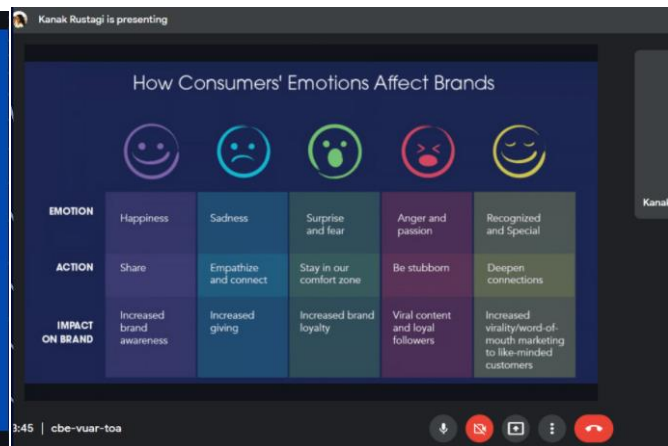 Kanak Rustagi is presenting
How Consumers' Emotions Affect Brands
EMOTION
Happiness
Sadness
Surprise
and fear
Anger and
passion
Recognized
and Special
ACTION
Share
Empathize
and connect
Stay in our
comfort zone
Be stubborn
Deepen
connections
IMPACT
ON BRAND
Increased
brand
awareness
Increased
giving
Increased brand
loyalty
Viral content
and loyal
followers
Increased
virality/word-of-
mouth marketing
to like-minded
customers
Kanak
3:45 | cbe-vuar-toa